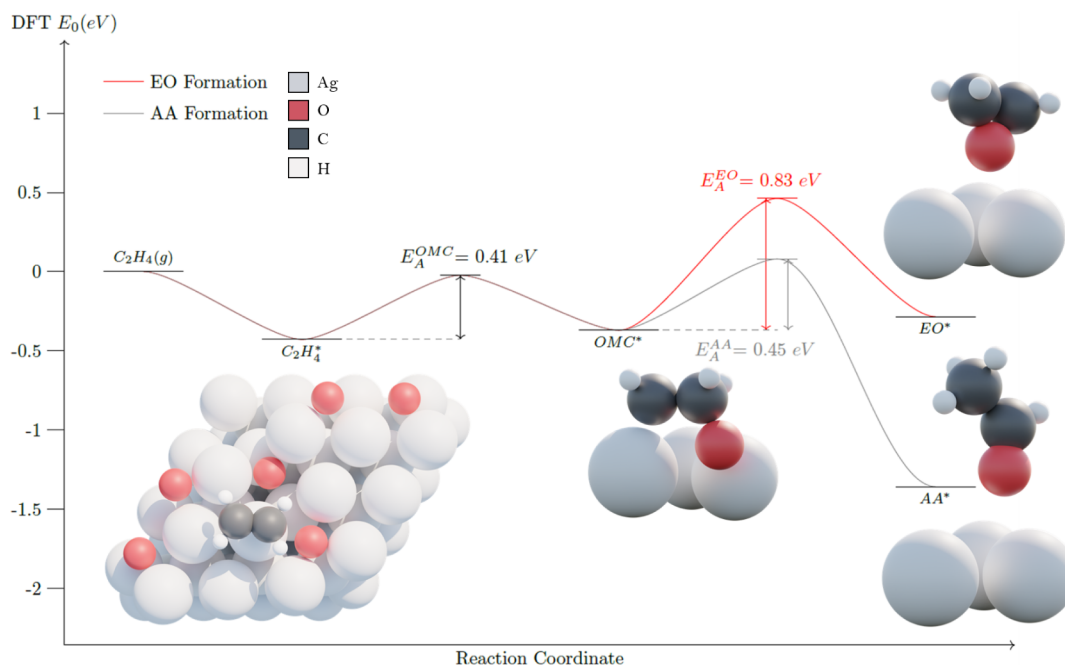 DFT E₀(eV)
EO Formation
AA Formation
Ag
O
C
H
1
0.5
0
-0.5
-1
-1.5
-2
C₂H₄(g)
E_A^{OMC}= 0.41 eV
E_A^{EO}= 0.83 eV
C₂H₄*
OMC*
E_A^{AA}= 0.45 eV
EO*
AA*
Reaction Coordinate